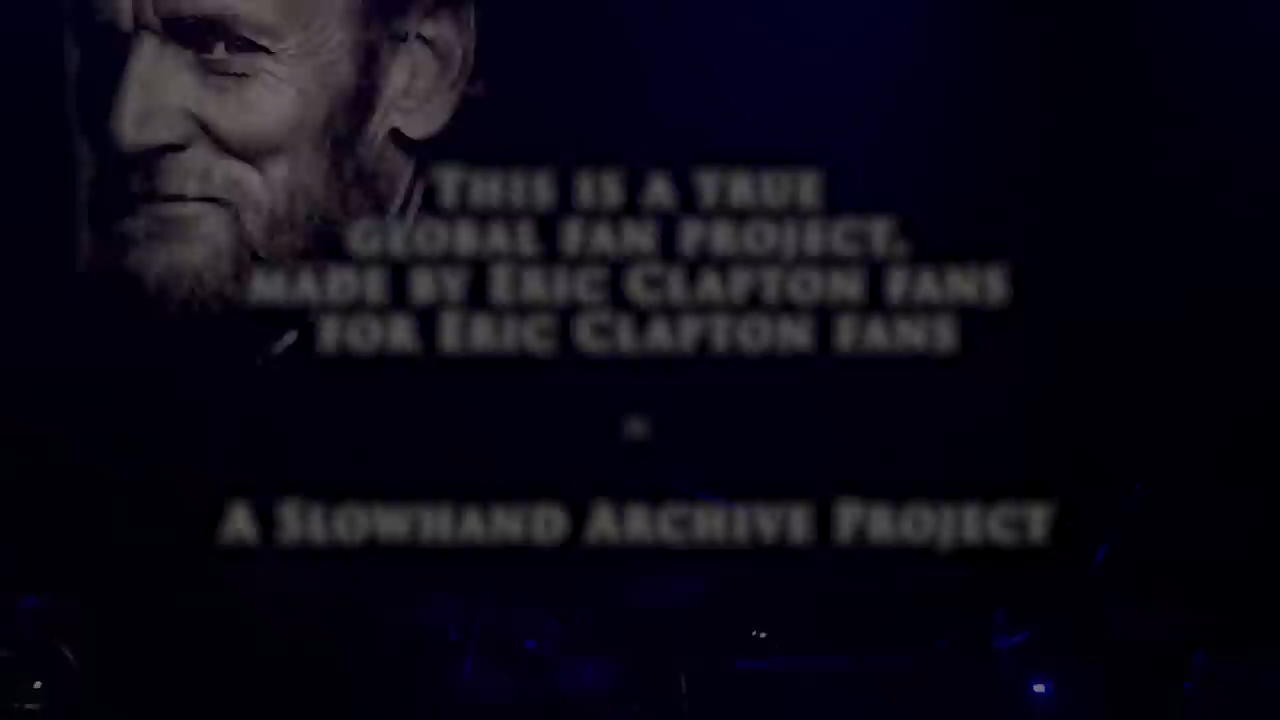 This is a true
global fan project,
made by Eric Clapton fans
for Eric Clapton fans
*
A Slowhand Archive Project